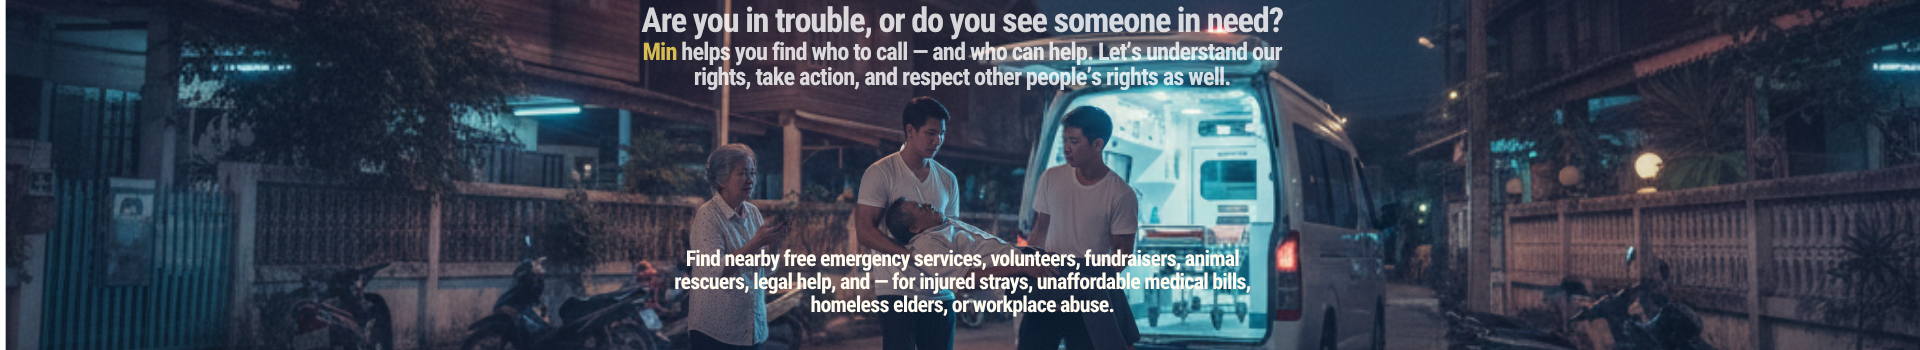 Are you in trouble, or do you see someone in need?
Min helps you find who to call – and who can help. Let's understand our
rights, take action, and respect other people's rights as well.
Find nearby free emergency services, volunteers, fundraisers, animal
rescuers, legal help, and – for injured strays, unaffordable medical bills,
homeless elders, or workplace abuse.